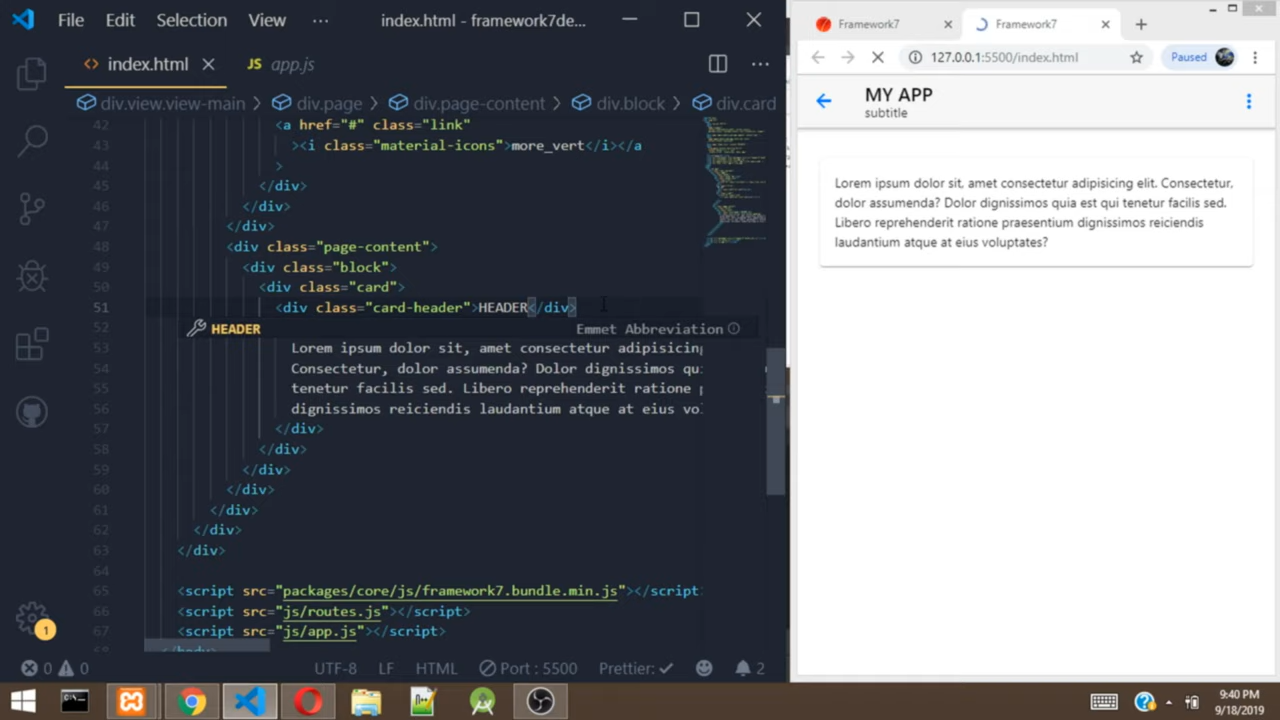 File Edit Selection View ··· index.html - framework7de...
index.html JS app.js
div.view.view-main > div.page > div.page-content > div.block > div.card
42 <a href="#" class="link"
43 ><i class="material-icons">more_vert</i></a
44 >
45 </div>
46 </div>
47 </div>
48 <div class="page-content">
49 <div class="block">
50 <div class="card">
51 <div class="card-header">HEADER</div>
52 HEADER Emmet Abbreviation
53 Lorem ipsum dolor sit, amet consectetur adipisicing
54 Consectetur, dolor assumenda? Dolor dignissimos qu
55 tenetur facilis sed. Libero reprehenderit ratione p
56 dignissimos reiciendis laudantium atque at eius vo
57 </div>
58 </div>
59 </div>
60 </div>
61 </div>
62 </div>
63 </div>
64
65 <script src="packages/core/js/framework7.bundle.min.js"></script
66 <script src="js/routes.js"></script>
67 <script src="js/app.js"></script>
1
0 0 UTF-8 LF HTML Port : 5500 Prettier: 2
Framework7 Framework7
127.0.0.1:5500/index.html Paused
MY APP
subtitle
Lorem ipsum dolor sit, amet consectetur adipisicing elit. Consectetur,
dolor assumenda? Dolor dignissimos quia est qui tenetur facilis sed.
Libero reprehenderit ratione praesentium dignissimos reiciendis
laudantium atque at eius voluptates?
9:40 PM
9/18/2019